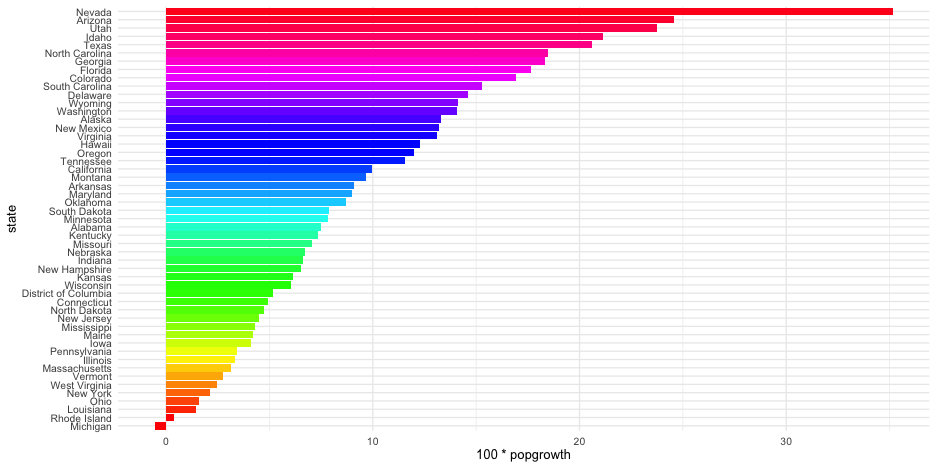 state
Nevada
Arizona
Utah
Idaho
Texas
North Carolina
Georgia
Florida
Colorado
South Carolina
Delaware
Wyoming
Washington
Alaska
New Mexico
Virginia
Hawaii
Oregon
Tennessee
California
Montana
Arkansas
Maryland
Oklahoma
South Dakota
Minnesota
Alabama
Kentucky
Missouri
Nebraska
Indiana
New Hampshire
Kansas
Wisconsin
District of Columbia
Connecticut
North Dakota
New Jersey
Mississippi
Maine
Iowa
Pennsylvania
Illinois
Massachusetts
Vermont
West Virginia
New York
Ohio
Louisiana
Rhode Island
Michigan
0 10 20 30
100 * popgrowth